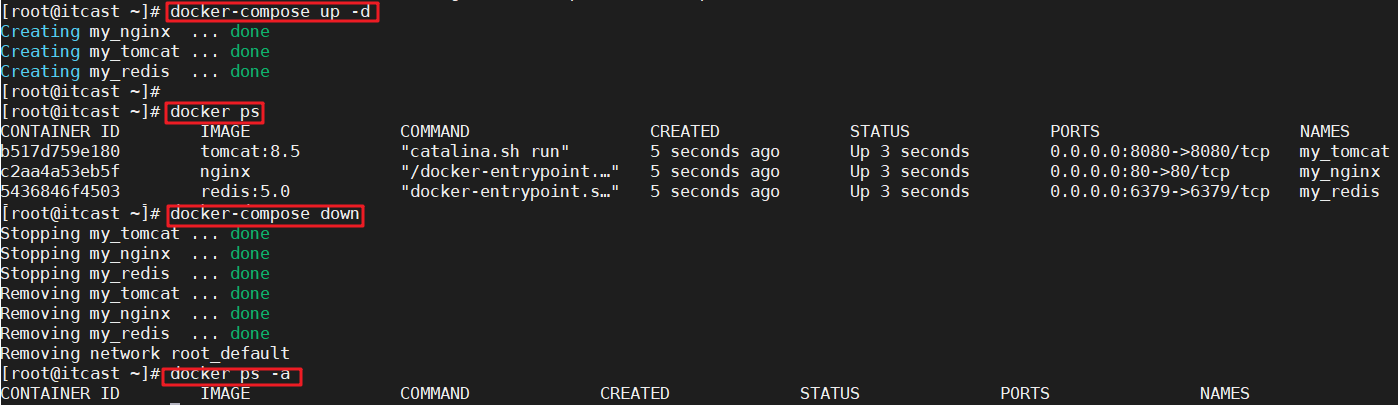 [root@itcast ~]# docker-compose up -d
Creating my_nginx  ... done
Creating my_tomcat ... done
Creating my_redis  ... done
[root@itcast ~]#
[root@itcast ~]# docker ps
CONTAINER ID        IMAGE               COMMAND                  CREATED             STATUS              PORTS                    NAMES
b517d759e180        tomcat:8.5          "catalina.sh run"        5 seconds ago       Up 3 seconds        0.0.0.0:8080->8080/tcp   my_tomcat
c2aa4a53eb5f        nginx               "/docker-entrypoint.…"   5 seconds ago       Up 3 seconds        0.0.0.0:80->80/tcp       my_nginx
5436846f4503        redis:5.0           "docker-entrypoint.s…"   5 seconds ago       Up 3 seconds        0.0.0.0:6379->6379/tcp   my_redis
[root@itcast ~]# docker-compose down
Stopping my_tomcat ... done
Stopping my_nginx  ... done
Stopping my_redis  ... done
Removing my_tomcat ... done
Removing my_nginx  ... done
Removing my_redis  ... done
Removing network root_default
[root@itcast ~]# docker ps -a
CONTAINER ID        IMAGE               COMMAND             CREATED             STATUS              PORTS               NAMES